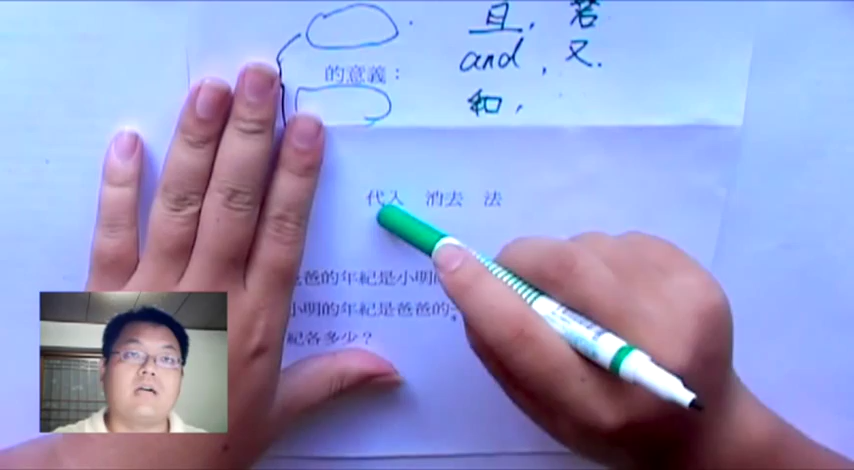 且,
若
的意義：
and, 又.
和,
代入 消去 法
爸爸的年紀是小明
小明的年紀是爸爸的
紀各多少？